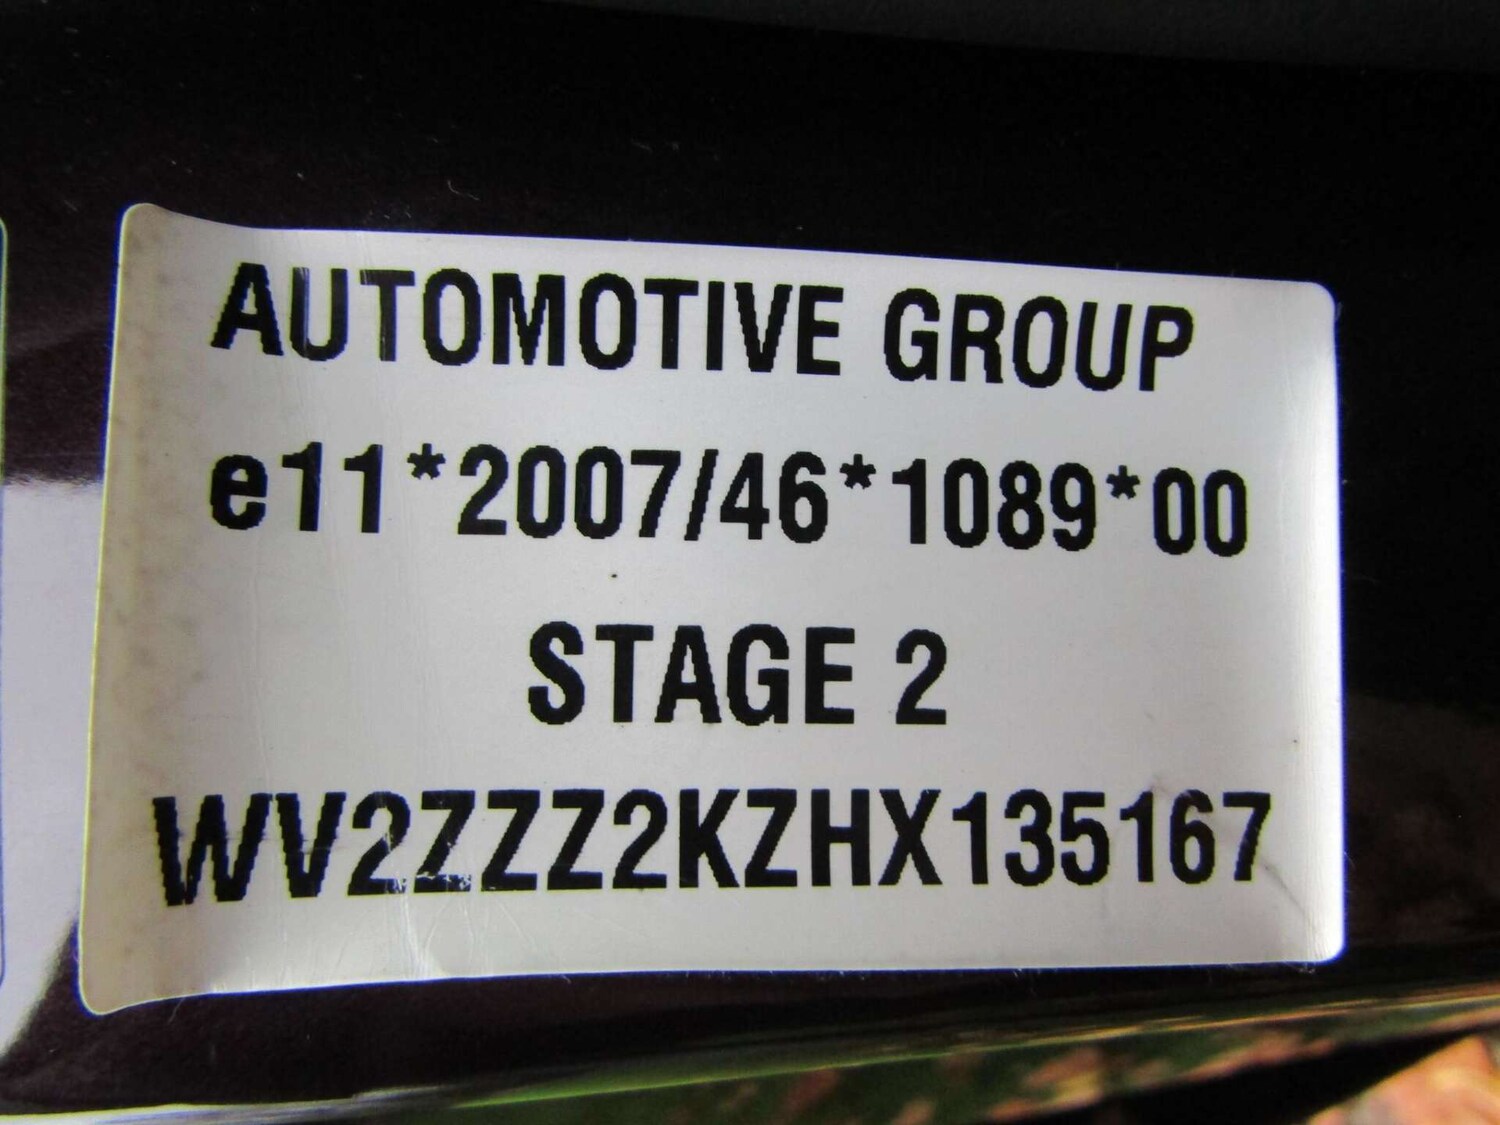 AUTOMOTIVE GROUP
e11*2007/46*1089*00
STAGE 2
WV2ZZZ2KZHX135167